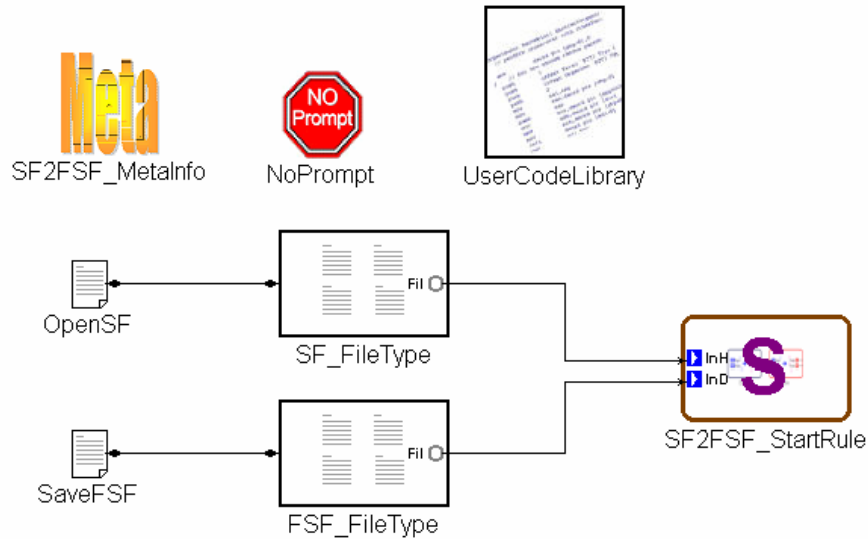 Meta
NO
Prompt
SF2FSF_MetaInfo
NoPrompt
UserCodeLibrary
Fil
OpenSF
SF_FileType
InH
InD
S
SF2FSF_StartRule
Fil
SaveFSF
FSF_FileType